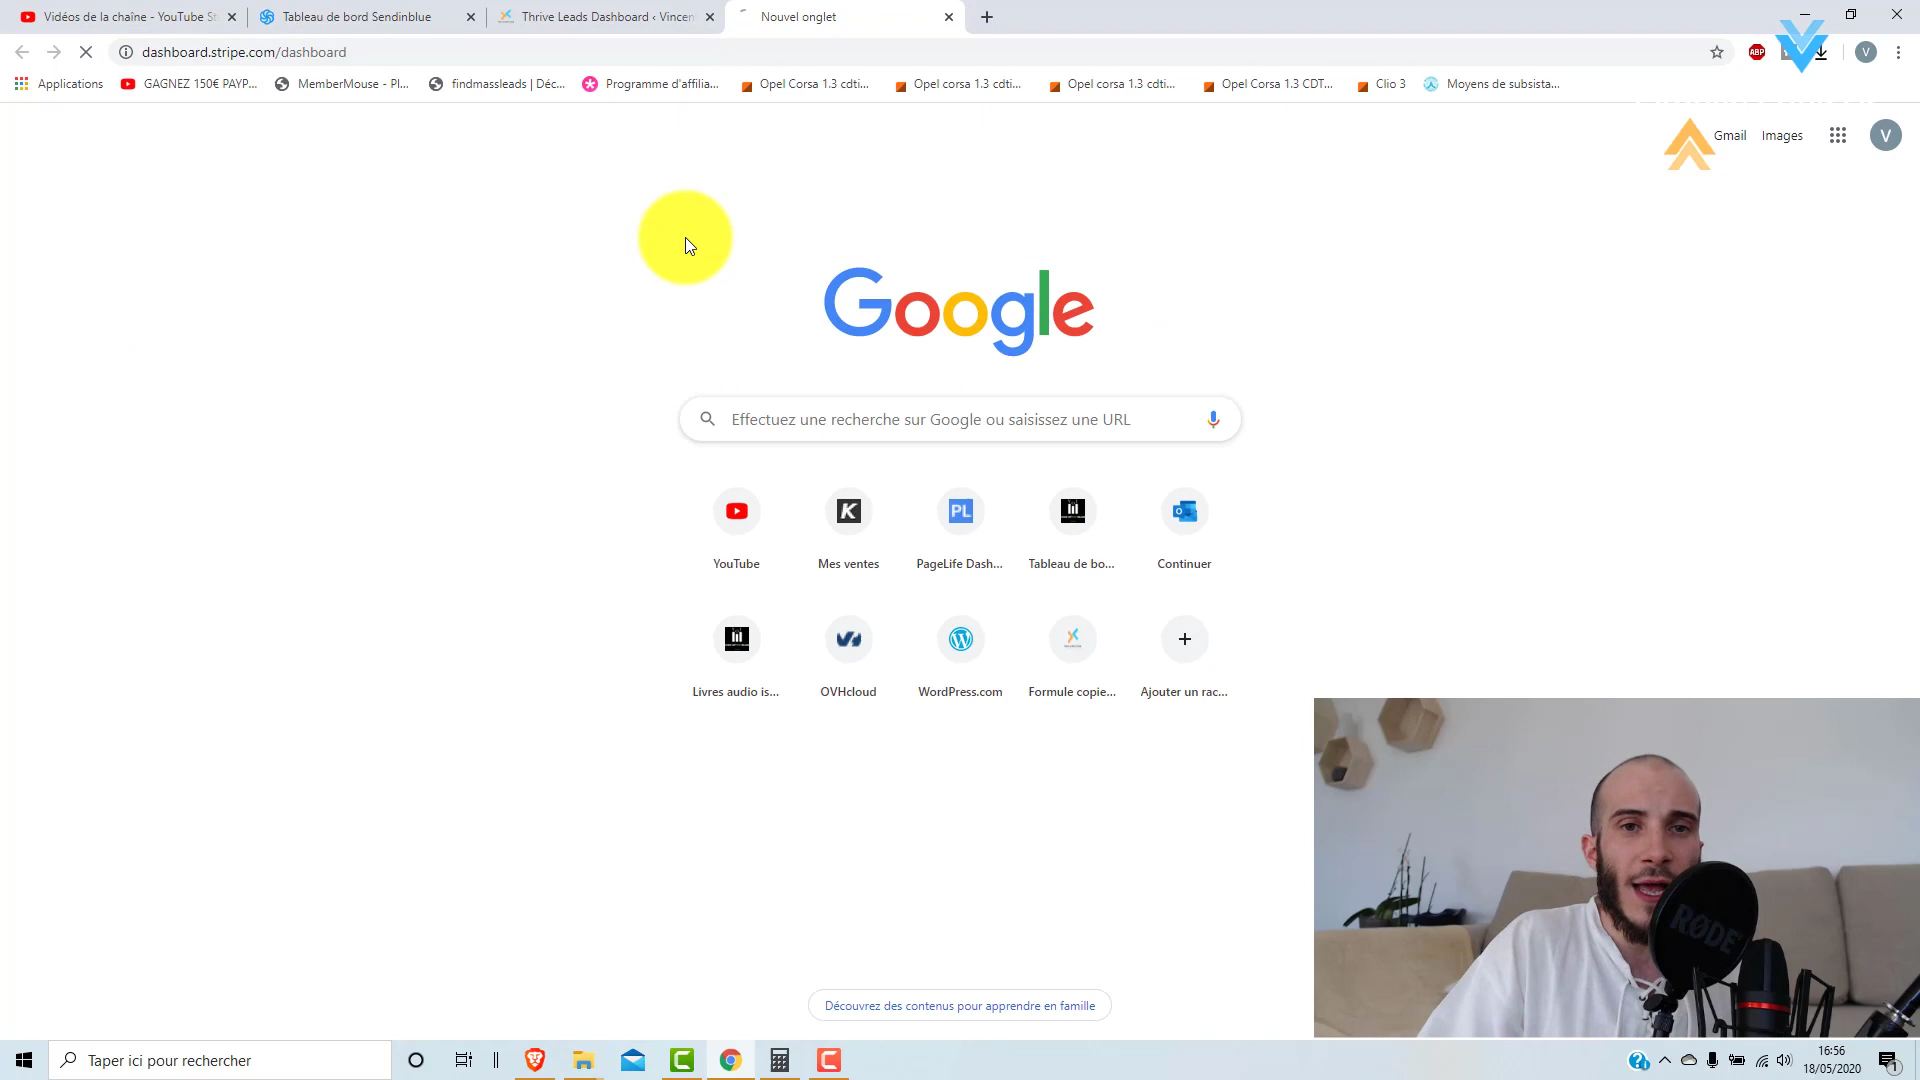 Vidéos de la chaîne - YouTube St
Tableau de bord Sendinblue
Thrive Leads Dashboard ‹ Vincen
Nouvel onglet
dashboard.stripe.com/dashboard
ABP
V
Applications
GAGNEZ 150€ PAYP...
MemberMouse - Pl...
findmassleads | Déc...
Programme d'affilia...
Opel Corsa 1.3 cdti...
Opel corsa 1.3 cdti...
Opel corsa 1.3 cdti...
Opel Corsa 1.3 CDT...
Clio 3
Moyens de subsista...
Gmail
Images
V
Google
Effectuez une recherche sur Google ou saisissez une URL
K
PL
YouTube
Mes ventes
PageLife Dash...
Tableau de bo...
Continuer
Livres audio is...
OVHcloud
WordPress.com
Formule copie...
Ajouter un rac...
RØDE
Découvrez des contenus pour apprendre en famille
Taper ici pour rechercher
16:56
18/05/2020
1